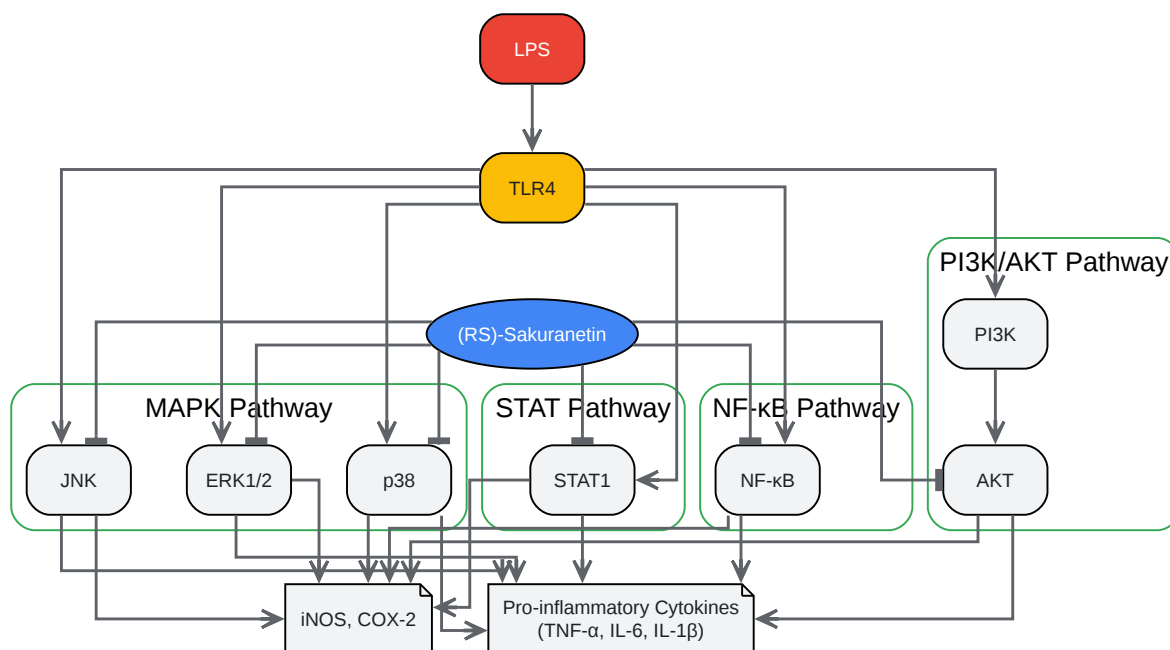 LPS
TLR4
PI3K/AKT Pathway
(RS)-Sakuranetin
PI3K
MAPK Pathway
STAT Pathway
NF-κB Pathway
JNK
ERK1/2
p38
STAT1
NF-κB
AKT
iNOS, COX-2
Pro-inflammatory Cytokines
(TNF-α, IL-6, IL-1β)